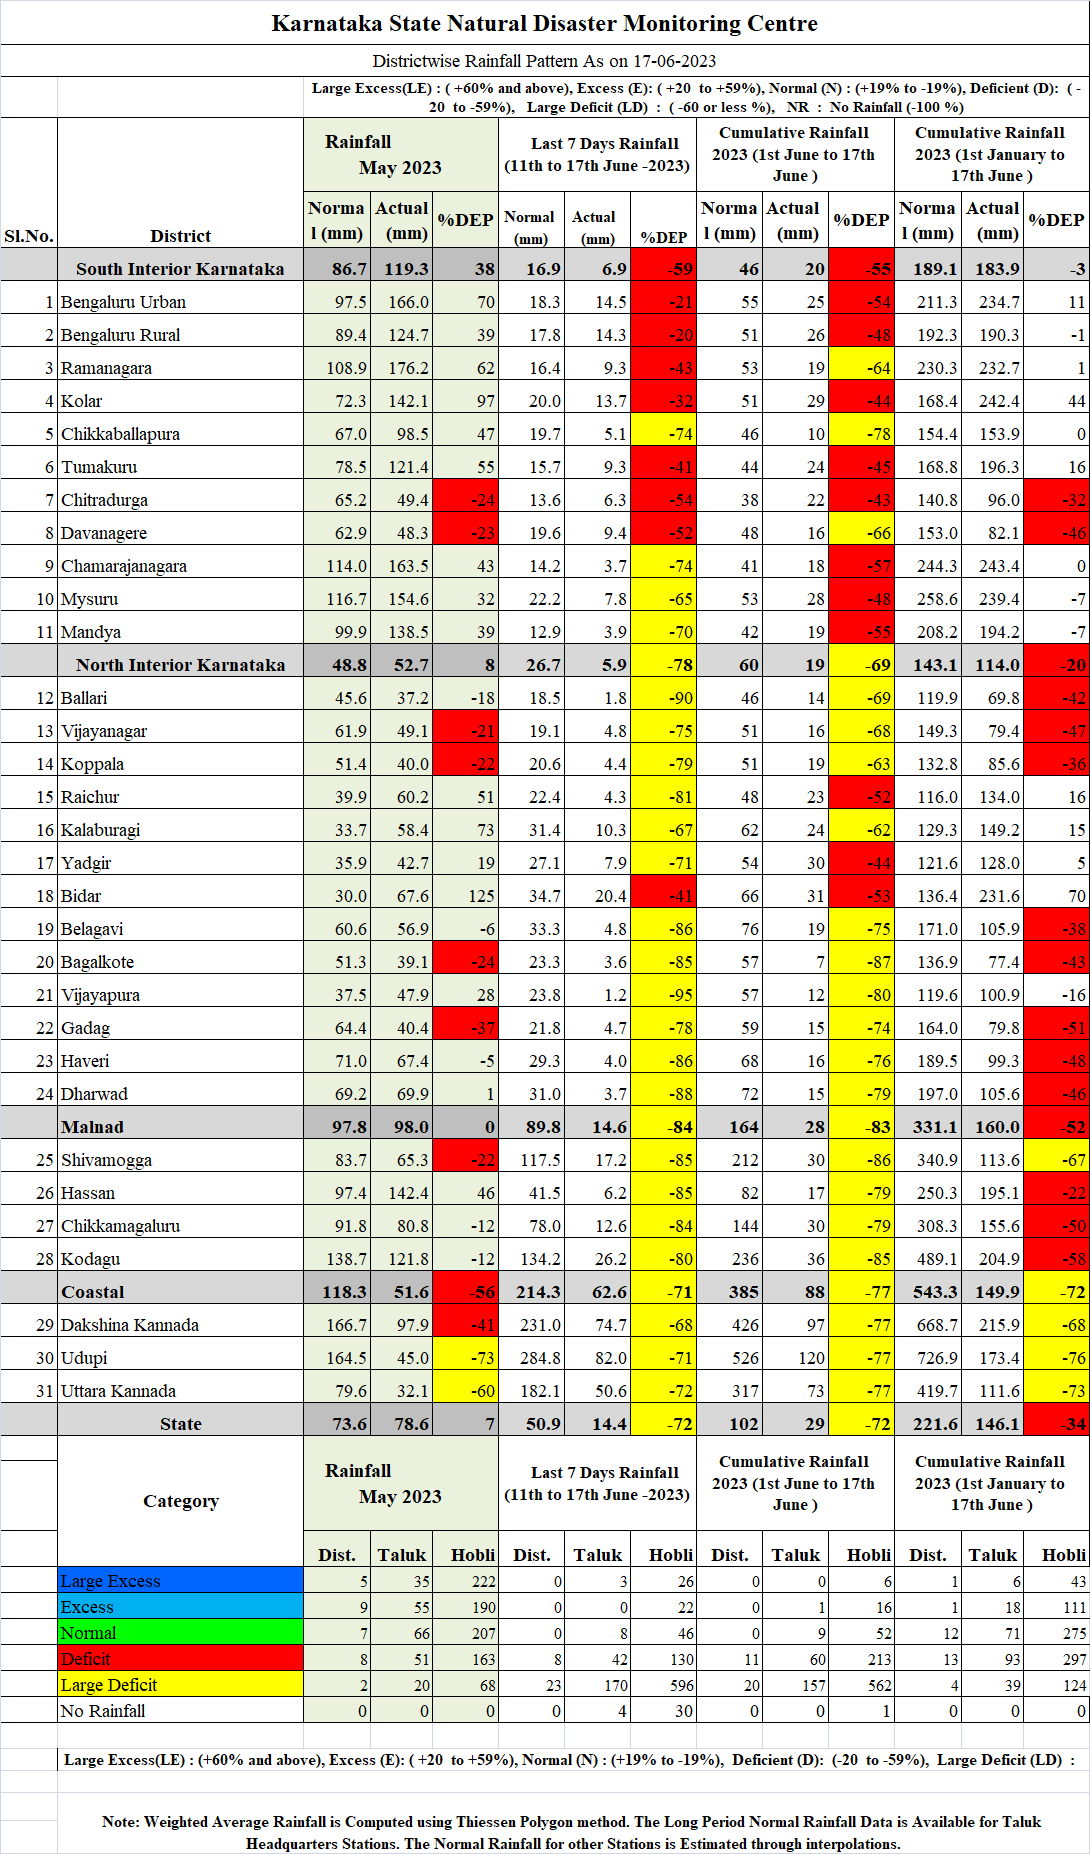 Karnataka State Natural Disaster Monitoring Centre
Districtwise Rainfall Pattern As on 17-06-2023
Large Excess(LE) : ( +60% and above), Excess (E): ( +20 to +59%), Normal (N) : (+19% to -19%), Deficient (D): ( -
20 to -59%), Large Deficit (LD) : ( -60 or less %), NR : No Rainfall (-100 %)
Sl.No. District Rainfall May 2023 Last 7 Days Rainfall (11th to 17th June -2023) Cumulative Rainfall 2023 (1st June to 17th June ) Cumulative Rainfall 2023 (1st January to 17th June )
Normal (mm) Actual (mm) %DEP Normal (mm) Actual (mm) %DEP Normal (mm) Actual (mm) %DEP Normal (mm) Actual (mm) %DEP
South Interior Karnataka 86.7 119.3 38 16.9 6.9 -59 46 20 -55 189.1 183.9 -3
1 Bengaluru Urban 97.5 166.0 70 18.3 14.5 -21 55 25 -54 211.3 234.7 11
2 Bengaluru Rural 89.4 124.7 39 17.8 14.3 -20 51 26 -48 192.3 190.3 -1
3 Ramanagara 108.9 176.2 62 16.4 9.3 -43 53 19 -64 230.3 232.7 1
4 Kolar 72.3 142.1 97 20.0 13.7 -32 51 29 -44 168.4 242.4 44
5 Chikkaballapura 67.0 98.5 47 19.7 5.1 -74 46 10 -78 154.4 153.9 0
6 Tumakuru 78.5 121.4 55 15.7 9.3 -41 44 24 -45 168.8 196.3 16
7 Chitradurga 65.2 49.4 -24 13.6 6.3 -54 38 22 -43 140.8 96.0 -32
8 Davanagere 62.9 48.3 -23 19.6 9.4 -52 48 16 -66 153.0 82.1 -46
9 Chamarajanagara 114.0 163.5 43 14.2 3.7 -74 41 18 -57 244.3 243.4 0
10 Mysuru 116.7 154.6 32 22.2 7.8 -65 53 28 -48 258.6 239.4 -7
11 Mandya 99.9 138.5 39 12.9 3.9 -70 42 19 -55 208.2 194.2 -7
North Interior Karnataka 48.8 52.7 8 26.7 5.9 -78 60 19 -69 143.1 114.0 -20
12 Ballari 45.6 37.2 -18 18.5 1.8 -90 46 14 -69 119.9 69.8 -42
13 Vijayanagar 61.9 49.1 -21 19.1 4.8 -75 51 16 -68 149.3 79.4 -47
14 Koppala 51.4 40.0 -22 20.6 4.4 -79 51 19 -63 132.8 85.6 -36
15 Raichur 39.9 60.2 51 22.4 4.3 -81 48 23 -52 116.0 134.0 16
16 Kalaburagi 33.7 58.4 73 31.4 10.3 -67 62 24 -62 129.3 149.2 15
17 Yadgir 35.9 42.7 19 27.1 7.9 -71 54 30 -44 121.6 128.0 5
18 Bidar 30.0 67.6 125 34.7 20.4 -41 66 31 -53 136.4 231.6 70
19 Belagavi 60.6 56.9 -6 33.3 4.8 -86 76 19 -75 171.0 105.9 -38
20 Bagalkote 51.3 39.1 -24 23.3 3.6 -85 57 7 -87 136.9 77.4 -43
21 Vijayapura 37.5 47.9 28 23.8 1.2 -95 57 12 -80 119.6 100.9 -16
22 Gadag 64.4 40.4 -37 21.8 4.7 -78 59 15 -74 164.0 79.8 -51
23 Haveri 71.0 67.4 -5 29.3 4.0 -86 68 16 -76 189.5 99.3 -48
24 Dharwad 69.2 69.9 1 31.0 3.7 -88 72 15 -79 197.0 105.6 -46
Malnad 97.8 98.0 0 89.8 14.6 -84 164 28 -83 331.1 160.0 -52
25 Shivamogga 83.7 65.3 -22 117.5 17.2 -85 212 30 -86 340.9 113.6 -67
26 Hassan 97.4 142.4 46 41.5 6.2 -85 82 17 -79 250.3 195.1 -22
27 Chikkamagaluru 91.8 80.8 -12 78.0 12.6 -84 144 30 -79 308.3 155.6 -50
28 Kodagu 138.7 121.8 -12 134.2 26.2 -80 236 36 -85 489.1 204.9 -58
Coastal 118.3 51.6 -56 214.3 62.6 -71 385 88 -77 543.3 149.9 -72
29 Dakshina Kannada 166.7 97.9 -41 231.0 74.7 -68 426 97 -77 668.7 215.9 -68
30 Udupi 164.5 45.0 -73 284.8 82.0 -71 526 120 -77 726.9 173.4 -76
31 Uttara Kannada 79.6 32.1 -60 182.1 50.6 -72 317 73 -77 419.7 111.6 -73
State 73.6 78.6 7 50.9 14.4 -72 102 29 -72 221.6 146.1 -34
Category Rainfall May 2023 Last 7 Days Rainfall (11th to 17th June -2023) Cumulative Rainfall 2023 (1st June to 17th June ) Cumulative Rainfall 2023 (1st January to 17th June )
Dist. Taluk Hobli Dist. Taluk Hobli Dist. Taluk Hobli Dist. Taluk Hobli
Large Excess 5 35 222 0 3 26 0 0 6 1 6 43
Excess 9 55 190 0 0 22 0 1 16 1 18 111
Normal 7 66 207 0 8 46 0 9 52 12 71 275
Deficit 8 51 163 8 42 130 11 60 213 13 93 297
Large Deficit 2 20 68 23 170 596 20 157 562 4 39 124
No Rainfall 0 0 0 0 4 30 0 0 1 0 0 0
Large Excess(LE) : (+60% and above), Excess (E): ( +20 to +59%), Normal (N) : (+19% to -19%), Deficient (D): (-20 to -59%), Large Deficit (LD) :
Note: Weighted Average Rainfall is Computed using Thiessen Polygon method. The Long Period Normal Rainfall Data is Available for Taluk
Headquarters Stations. The Normal Rainfall for other Stations is Estimated through interpolations.